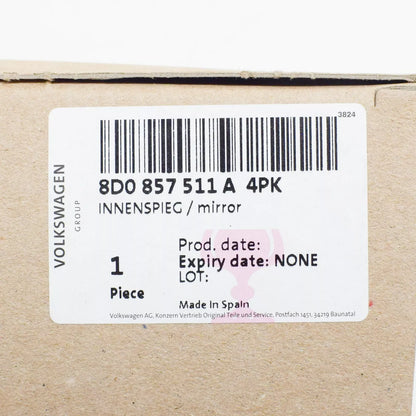 3824
VOLKSWAGEN
GROUP
8D0 857 511 A 4PK
INNENSPIEG / mirror
Prod. date:
1 Expiry date: NONE
LOT:
Piece
Made In Spain
Volkswagen AG, Konzern Vertrieb Original Teile und Service, Postfach 1451, 34219 Baunatal